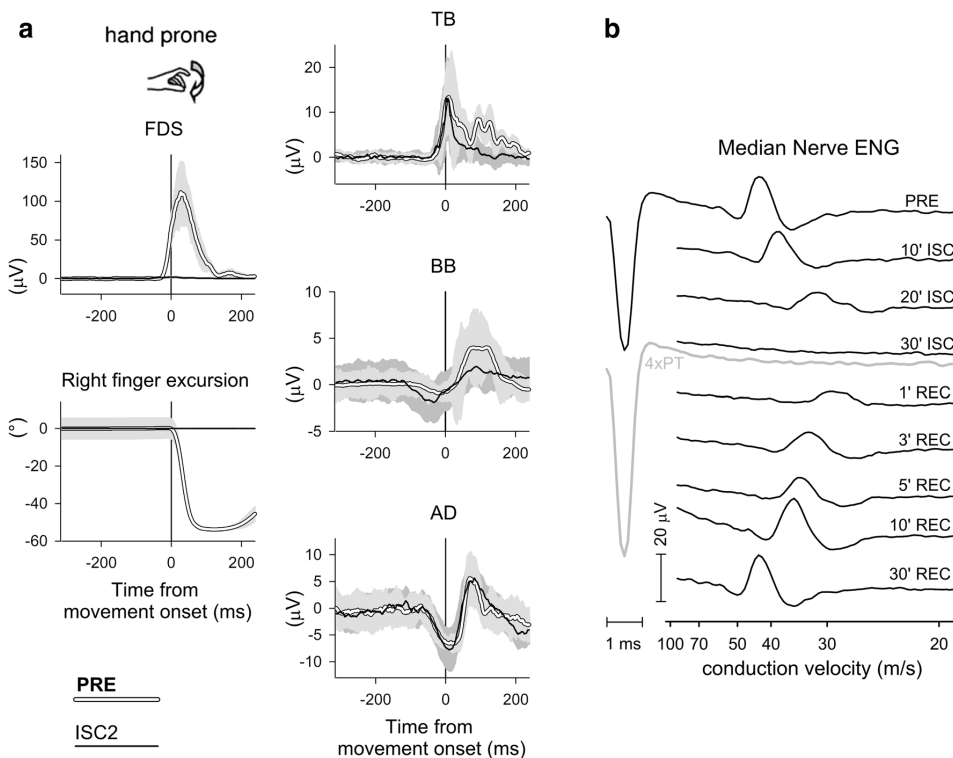 a
hand prone
FDS
150
100
50
0
(μV)
-200 0 200
Right finger excursion
0
-20
-40
-60
(°)
-200 0 200
Time from
movement onset (ms)
PRE
ISC2
TB
20
10
0
(μV)
-200 0 200
BB
10
5
0
-5
(μV)
-200 0 200
AD
10
5
0
-5
-10
(μV)
-200 0 200
Time from
movement onset (ms)
b
Median Nerve ENG
PRE
10' ISC
20' ISC
30' ISC
4xPT
1' REC
3' REC
5' REC
10' REC
30' REC
20 μV
1 ms
100 70 50 40 30 20
conduction velocity (m/s)